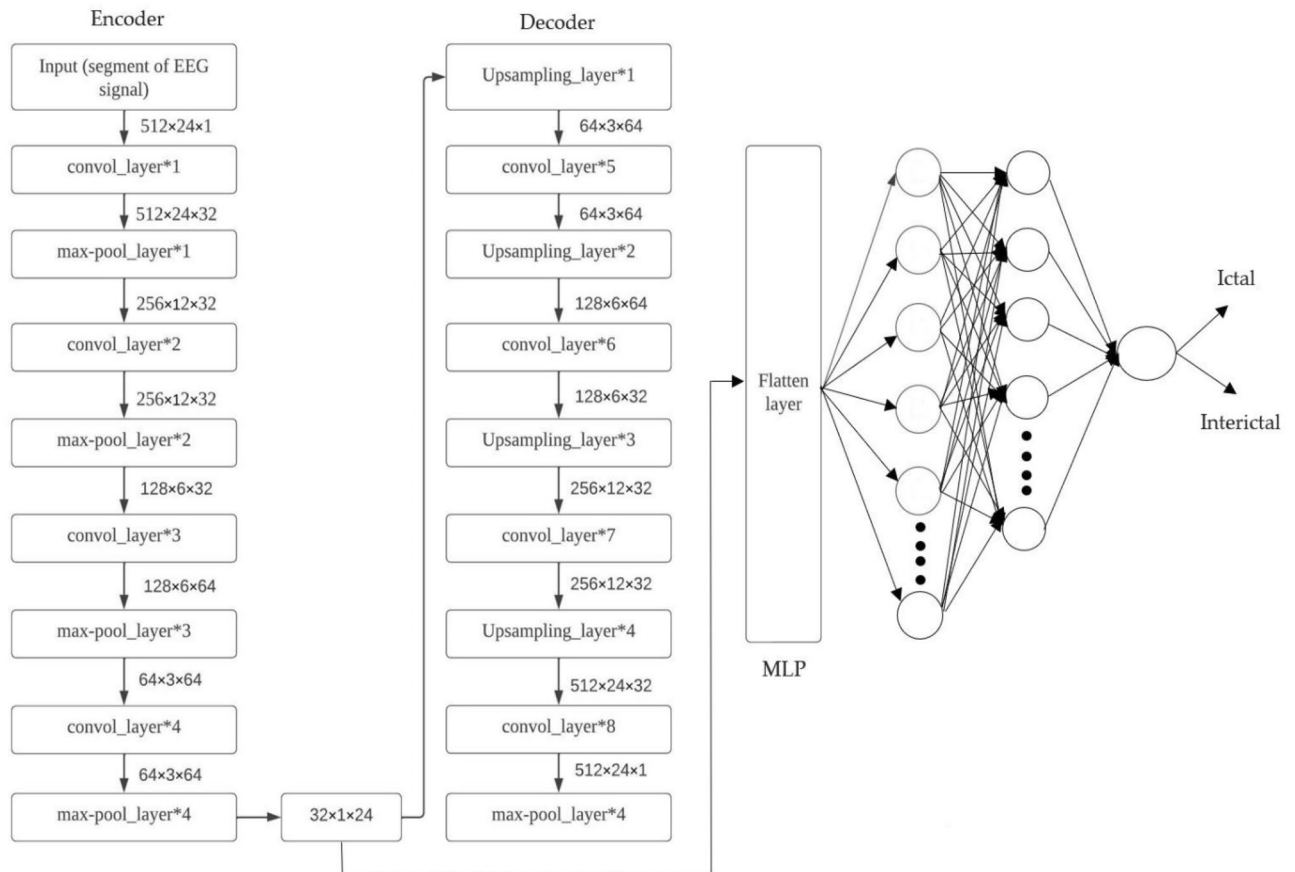 Encoder
Input (segment of EEG
signal)
512×24×1
convol_layer*1
512×24×32
max-pool_layer*1
256×12×32
convol_layer*2
256×12×32
max-pool_layer*2
128×6×32
convol_layer*3
128×6×64
max-pool_layer*3
64×3×64
convol_layer*4
64×3×64
max-pool_layer*4
32×1×24
Decoder
Upsampling_layer*1
64×3×64
convol_layer*5
64×3×64
Upsampling_layer*2
128×6×64
convol_layer*6
128×6×32
Upsampling_layer*3
256×12×32
convol_layer*7
256×12×32
Upsampling_layer*4
512×24×32
convol_layer*8
512×24×1
max-pool_layer*4
Flatten
layer
MLP
Ictal
Interictal